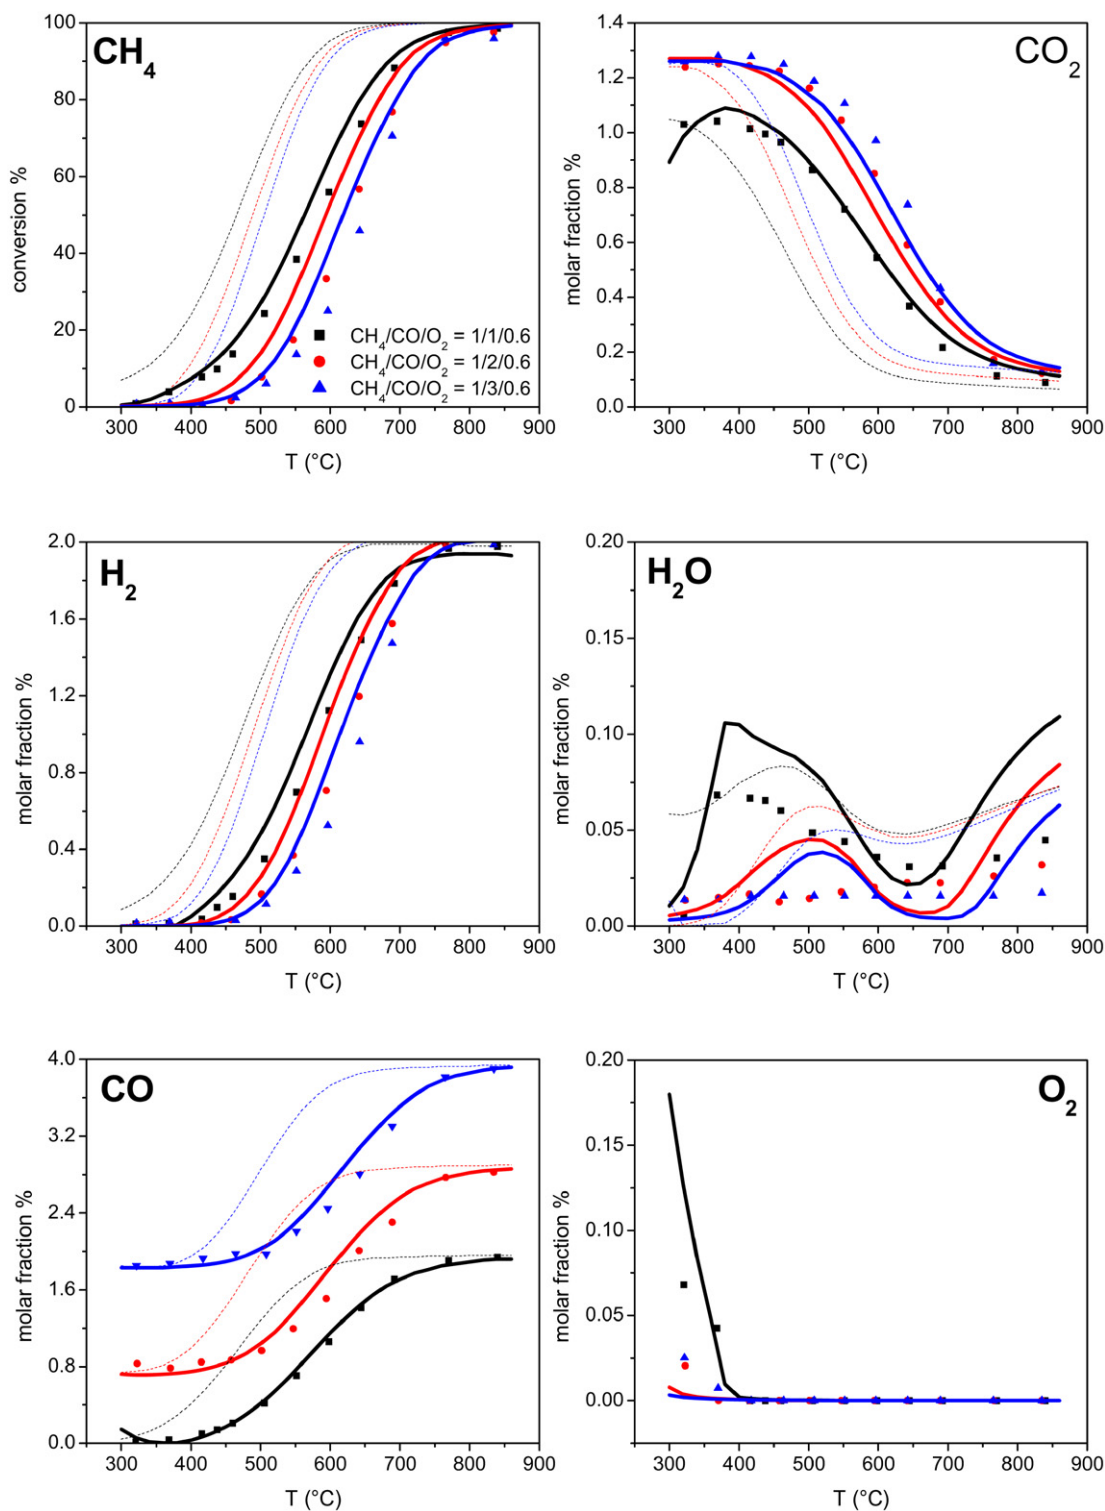 CH4
conversion %
100
80
60
40
20
0
CH4/CO/O2 = 1/1/0.6
CH4/CO/O2 = 1/2/0.6
CH4/CO/O2 = 1/3/0.6
300 400 500 600 700 800 900
T (°C)
CO2
molar fraction %
1.4
1.2
1.0
0.8
0.6
0.4
0.2
0.0
300 400 500 600 700 800 900
T (°C)
H2
molar fraction %
2.0
1.6
1.2
0.8
0.4
0.0
300 400 500 600 700 800 900
T (°C)
H2O
molar fraction %
0.20
0.15
0.10
0.05
0.00
300 400 500 600 700 800 900
T (°C)
CO
molar fraction %
4.0
3.2
2.4
1.6
0.8
0.0
300 400 500 600 700 800 900
T (°C)
O2
molar fraction %
0.20
0.15
0.10
0.05
0.00
300 400 500 600 700 800 900
T (°C)